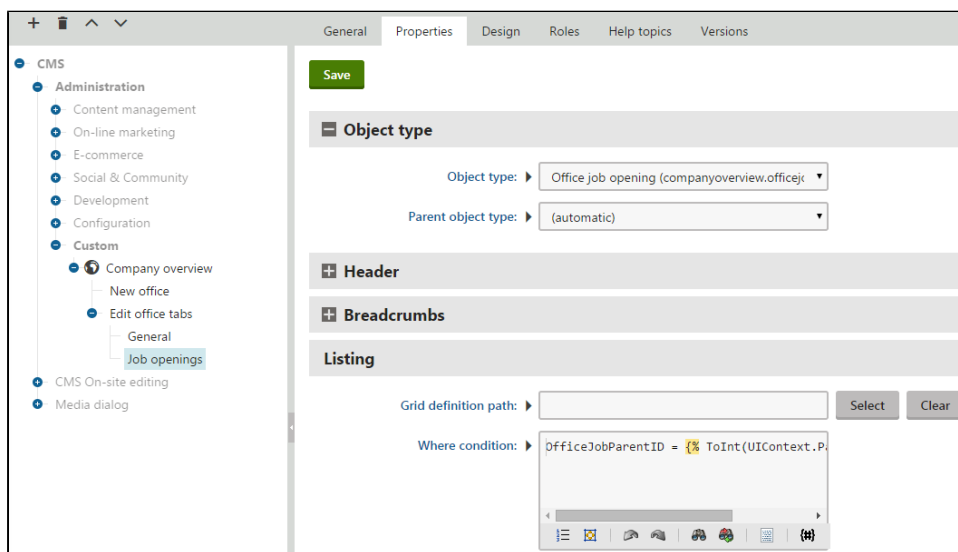 General Properties Design Roles Help topics Versions
CMS
Administration
Content management
On-line marketing
E-commerce
Social & Community
Development
Configuration
Custom
Company overview
New office
Edit office tabs
General
Job openings
CMS On-site editing
Media dialog
Save
Object type
Object type: Office job opening (companyoverview.officejo
Parent object type: (automatic)
Header
Breadcrumbs
Listing
Grid definition path: Select Clear
Where condition: OfficeJobParentID = {% ToInt(UIContext.Pa
{#}